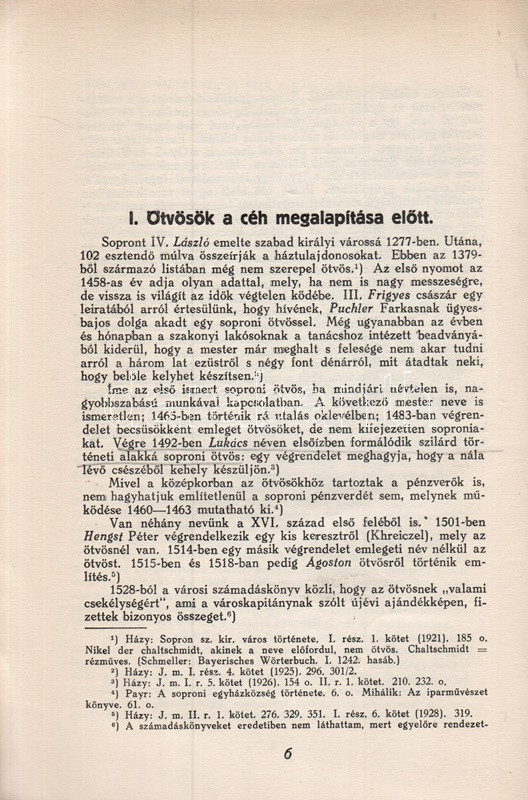 I. Ötvösök a céh megalapítása előtt.
Sopront IV. László emelte szabad királyi várossá 1277-ben. Utána,
102 esztendő múlva összeírják a háztulajdonosokat. Ebben az 1379-
ből származó listában még nem szerepel ötvös.¹) Az első nyomot az
1458-as év adja olyan adattal, mely, ha nem is nagy messzeségre,
de vissza is világít az idők végtelen ködébe. III. Frigyes császár egy
leiratából arról értesülünk, hogy hívének, Puchler Farkasnak ügyes-
bajos dolga akadt egy soproni ötvössel. Még ugyanabban az évben
és hónapban a szakonyi lakósoknak a tanácshoz intézett beadványá-
ból kiderül, hogy a mester már meghalt s felesége nem akar tudni
arról a három lat ezüstről s négy font dénárról, mit átadtak neki,
hogy belőle kelyhet készítsen.²)
Íme az első ismert soproni ötvös, ha mindjárt névtelen is, na-
gyobbszabású munkával kapcsolatban. A következő mester neve is
ismeretlen; 1465-ben történik rá utalás oklevélben; 1483-ban végren-
delet becsüsökként emleget ötvösöket, de nem kifejezetten sopronia-
kat. Végre 1492-ben Lukács néven elsőízben formálódik szilárd tör-
téneti alakká soproni ötvös: egy végrendelet meghagyja, hogy a nála
lévő csészéből kehely készüljön.³)
Mivel a középkorban az ötvösökhöz tartoztak a pénzverők is,
nem hagyhatjuk említetlenül a soproni pénzverdét sem, melynek mű-
ködése 1460—1463 mutatható ki.⁴)
Van néhány nevünk a XVI. század első feléből is. 1501-ben
Hengst Péter végrendelkezik egy kis keresztről (Khreiczel), mely az
ötvösnél van. 1514-ben egy másik végrendelet emlegeti név nélkül az
ötvöst. 1515-ben és 1518-ban pedig Ágoston ötvösről történik em-
lítés.⁵)
1528-ból a városi számadáskönyv közli, hogy az ötvösnek „valami
csekélységért", ami a városkapitánynak szólt újévi ajándékképen, fi-
zettek bizonyos összeget.⁶)
¹) Házy: Sopron sz. kir. város története. I. rész. 1. kötet (1921). 185 o.
Nikel der chaltschmidt, akinek a neve előfordul, nem ötvös. Chaltschmidt =
rézműves. (Schmeller: Bayerisches Wörterbuch. I. 1242. hasáb.)
²) Házy: J. m. I. rész. 4. kötet (1925). 296. 301/2.
³) Házy: J. m. I. r. 5. kötet (1926). 154 o. II. r. 1. kötet. 210. 232. o.
⁴) Payr: A soproni egyházközség története. 6. o. Mihálik: Az iparművészet
könyve. 61. o.
⁵) Házy: J. m. II. r. 1. kötet. 276. 329. 351. I. rész, 6. kötet (1928). 319.
⁶) A számadáskönyveket eredetiben nem láthattam, mert egyelőre rendezet-
6